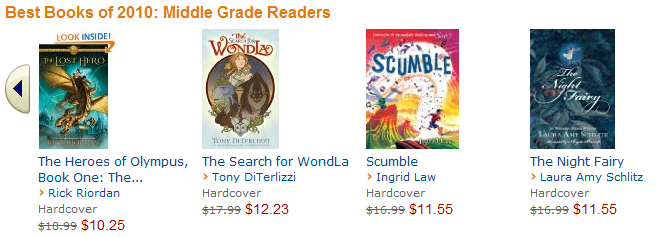 Best Books of 2010: Middle Grade Readers
LOOK INSIDE!
THE LOST HERO
The Heroes of Olympus,
Book One: The...
Rick Riordan
Hardcover
$18.99 $10.25
The
SEARCH FOR
WONDLA
TONY DITERLIZZI
The Search for WondLa
Tony DiTerlizzi
Hardcover
$17.99 $12.23
SCUMBLE
Scumble
Ingrid Law
Hardcover
$16.99 $11.55
The
Night Fairy
LAURA AMY SCHLITZ
The Night Fairy
Laura Amy Schlitz
Hardcover
$16.99 $11.55